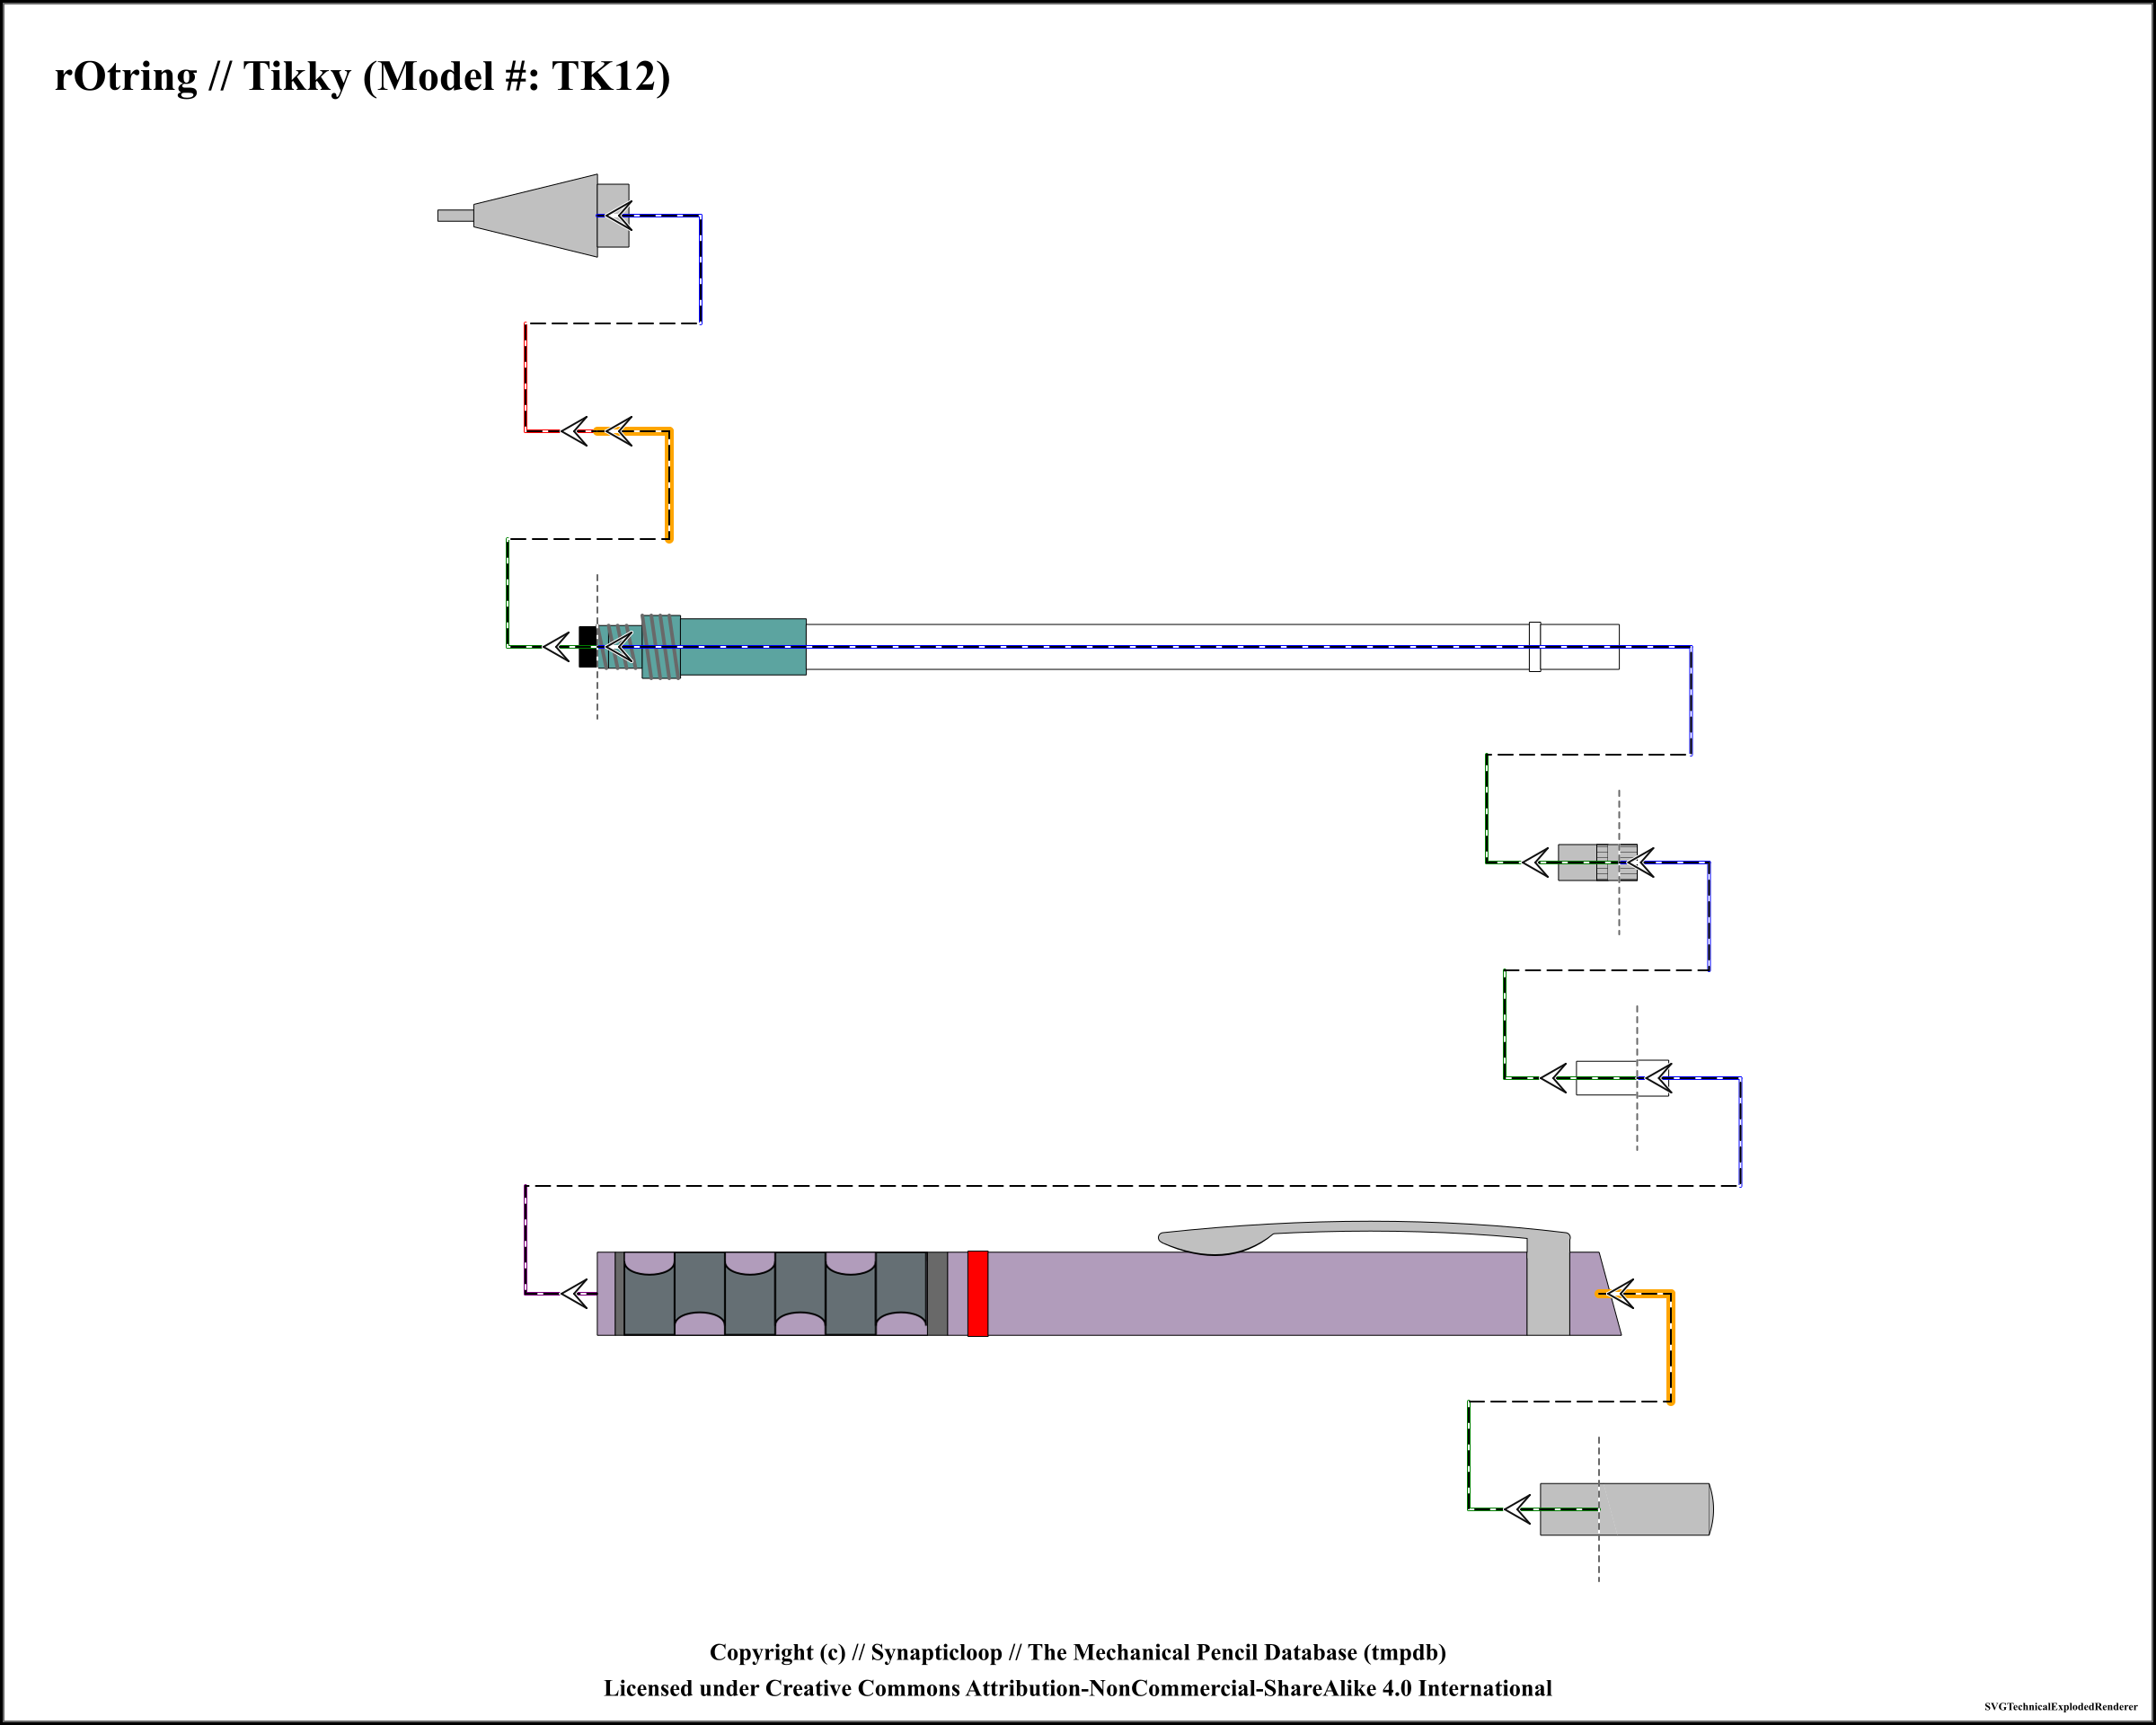 rOtring // Tikky (Model #: TK12)
Copyright (c) // Synapticloop // The Mechanical Pencil Database (tmpdb)
Licensed under Creative Commons Attribution-NonCommercial-ShareAlike 4.0 International
SVGTechnicalExplodedRenderer